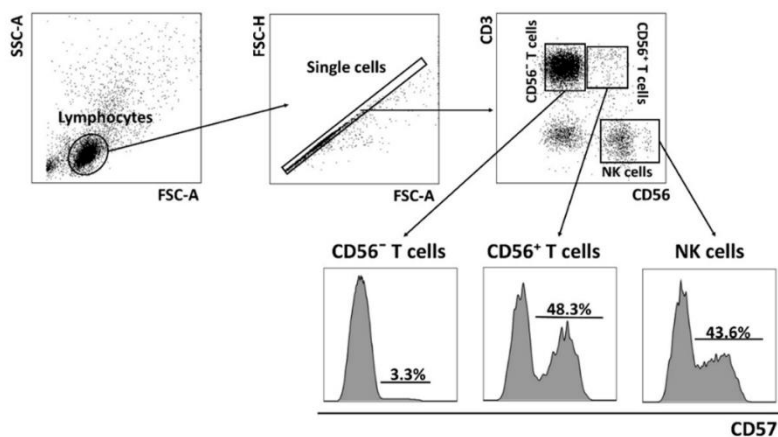 SSC-A
Lymphocytes
FSC-A
FSC-H
Single cells
FSC-A
CD3
CD56⁻ T cells
CD56⁺ T cells
NK cells
CD56
CD56⁻ T cells
CD56⁺ T cells
NK cells
3.3%
48.3%
43.6%
CD57